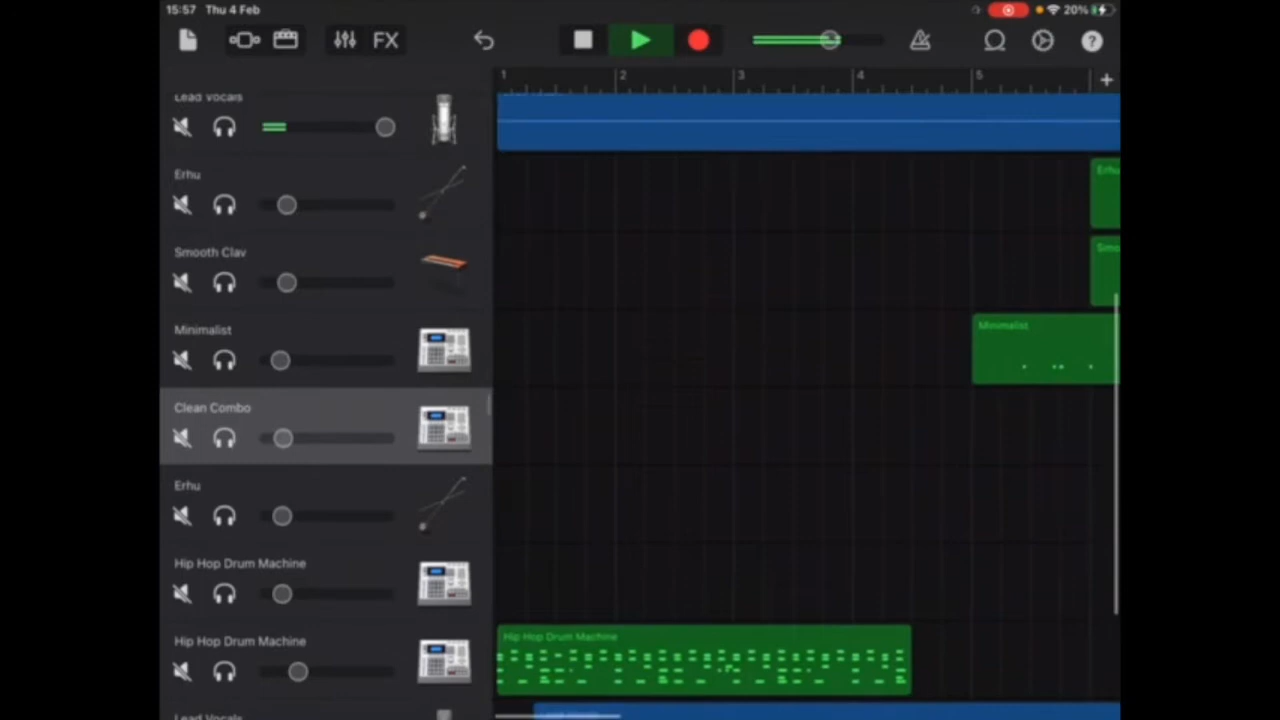 15:57 Thu 4 Feb
20%
FX
?
1 2 3 4 5
+
Lead Vocals
Erhu
Erhu
Smooth Clav
Smo
Minimalist
Minimalist
Clean Combo
Erhu
Hip Hop Drum Machine
Hip Hop Drum Machine
Hip Hop Drum Machine
Lead Vocals